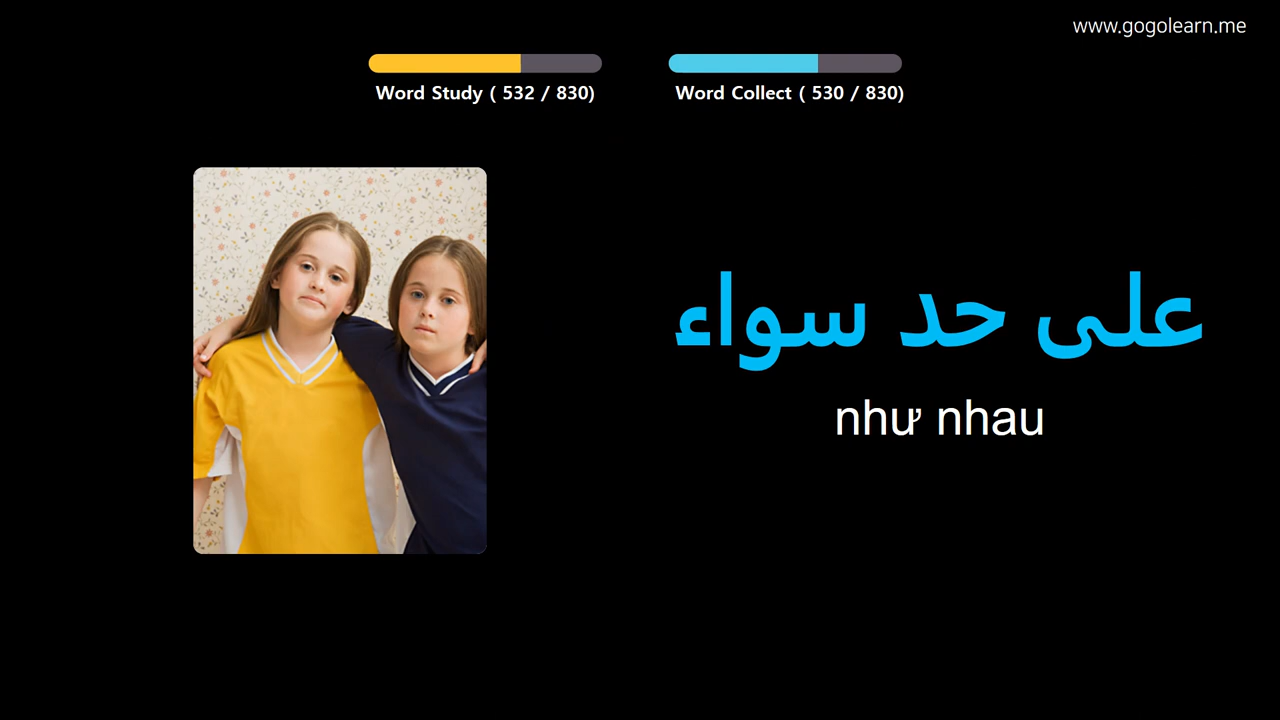 www.gogolearn.me
Word Study ( 532 / 830)
Word Collect ( 530 / 830)
على حد سواء
như nhau